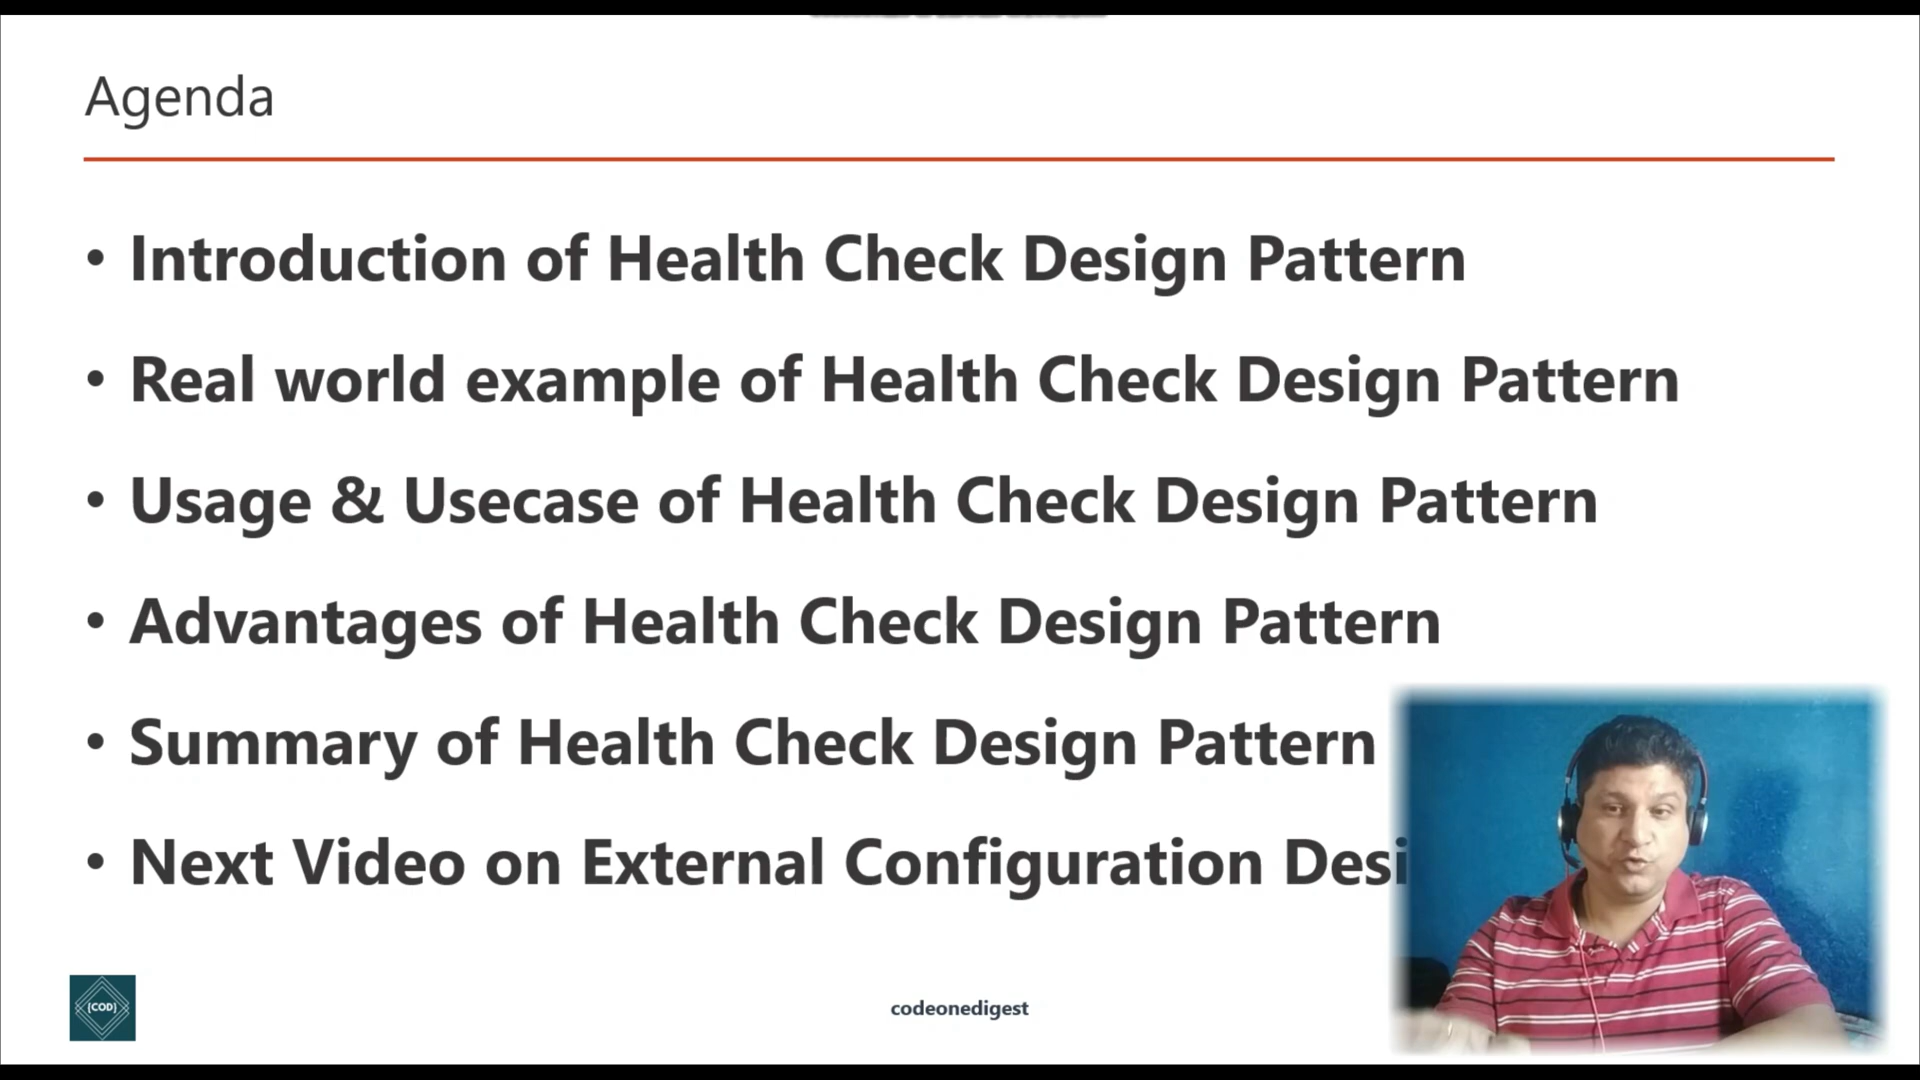 Agenda
• Introduction of Health Check Design Pattern
• Real world example of Health Check Design Pattern
• Usage & Usecase of Health Check Design Pattern
• Advantages of Health Check Design Pattern
• Summary of Health Check Design Pattern
• Next Video on External Configuration Desi
[COD]
codeonedigest